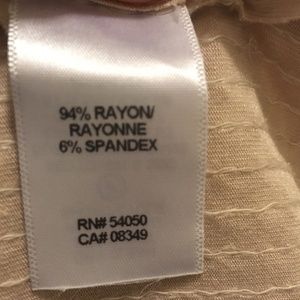 94% RAYON/
RAYONNE
6% SPANDEX
RN# 54050
CA# 08349